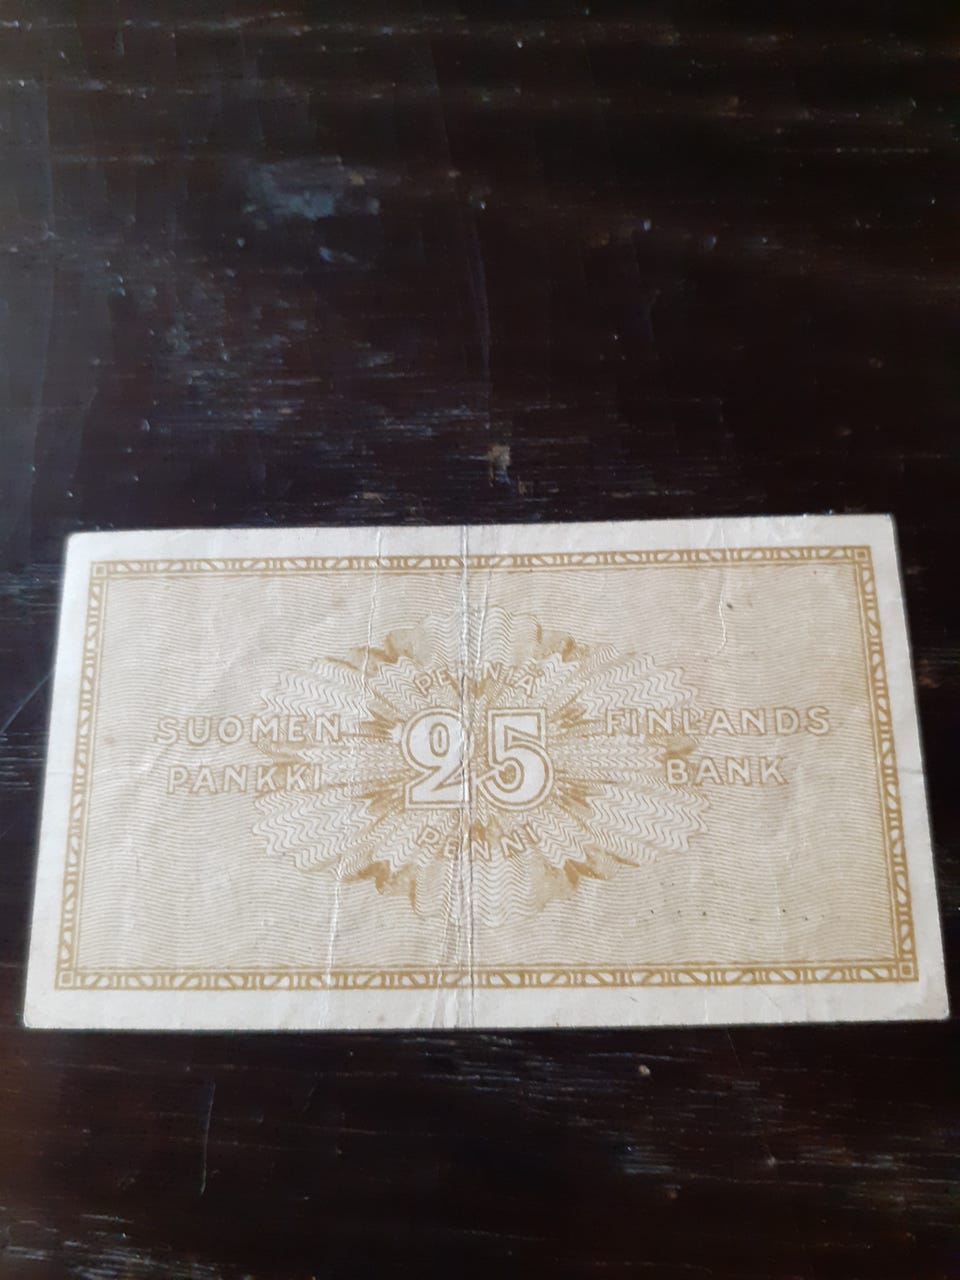 PENNIÄ
SUOMEN PANKKI
25
FINLANDS BANK
PENNI